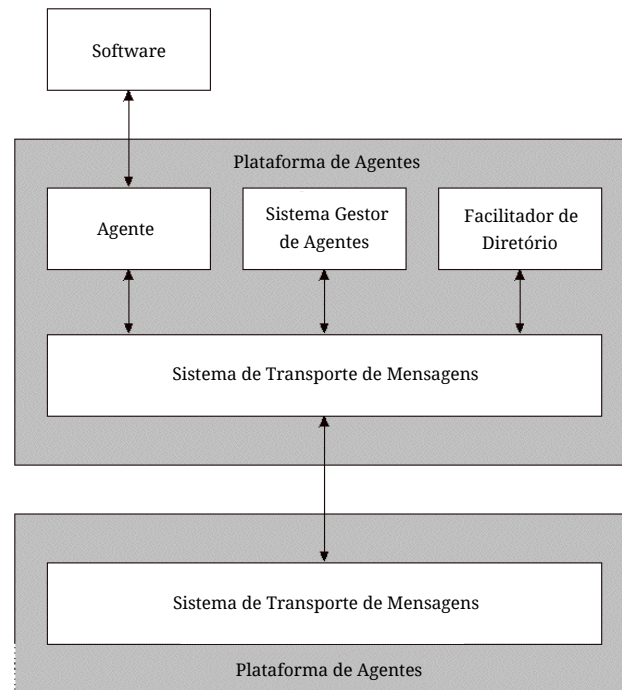 Software
Plataforma de Agentes
Agente
Sistema Gestor
de Agentes
Facilitador de
Diretório
Sistema de Transporte de Mensagens
Sistema de Transporte de Mensagens
Plataforma de Agentes